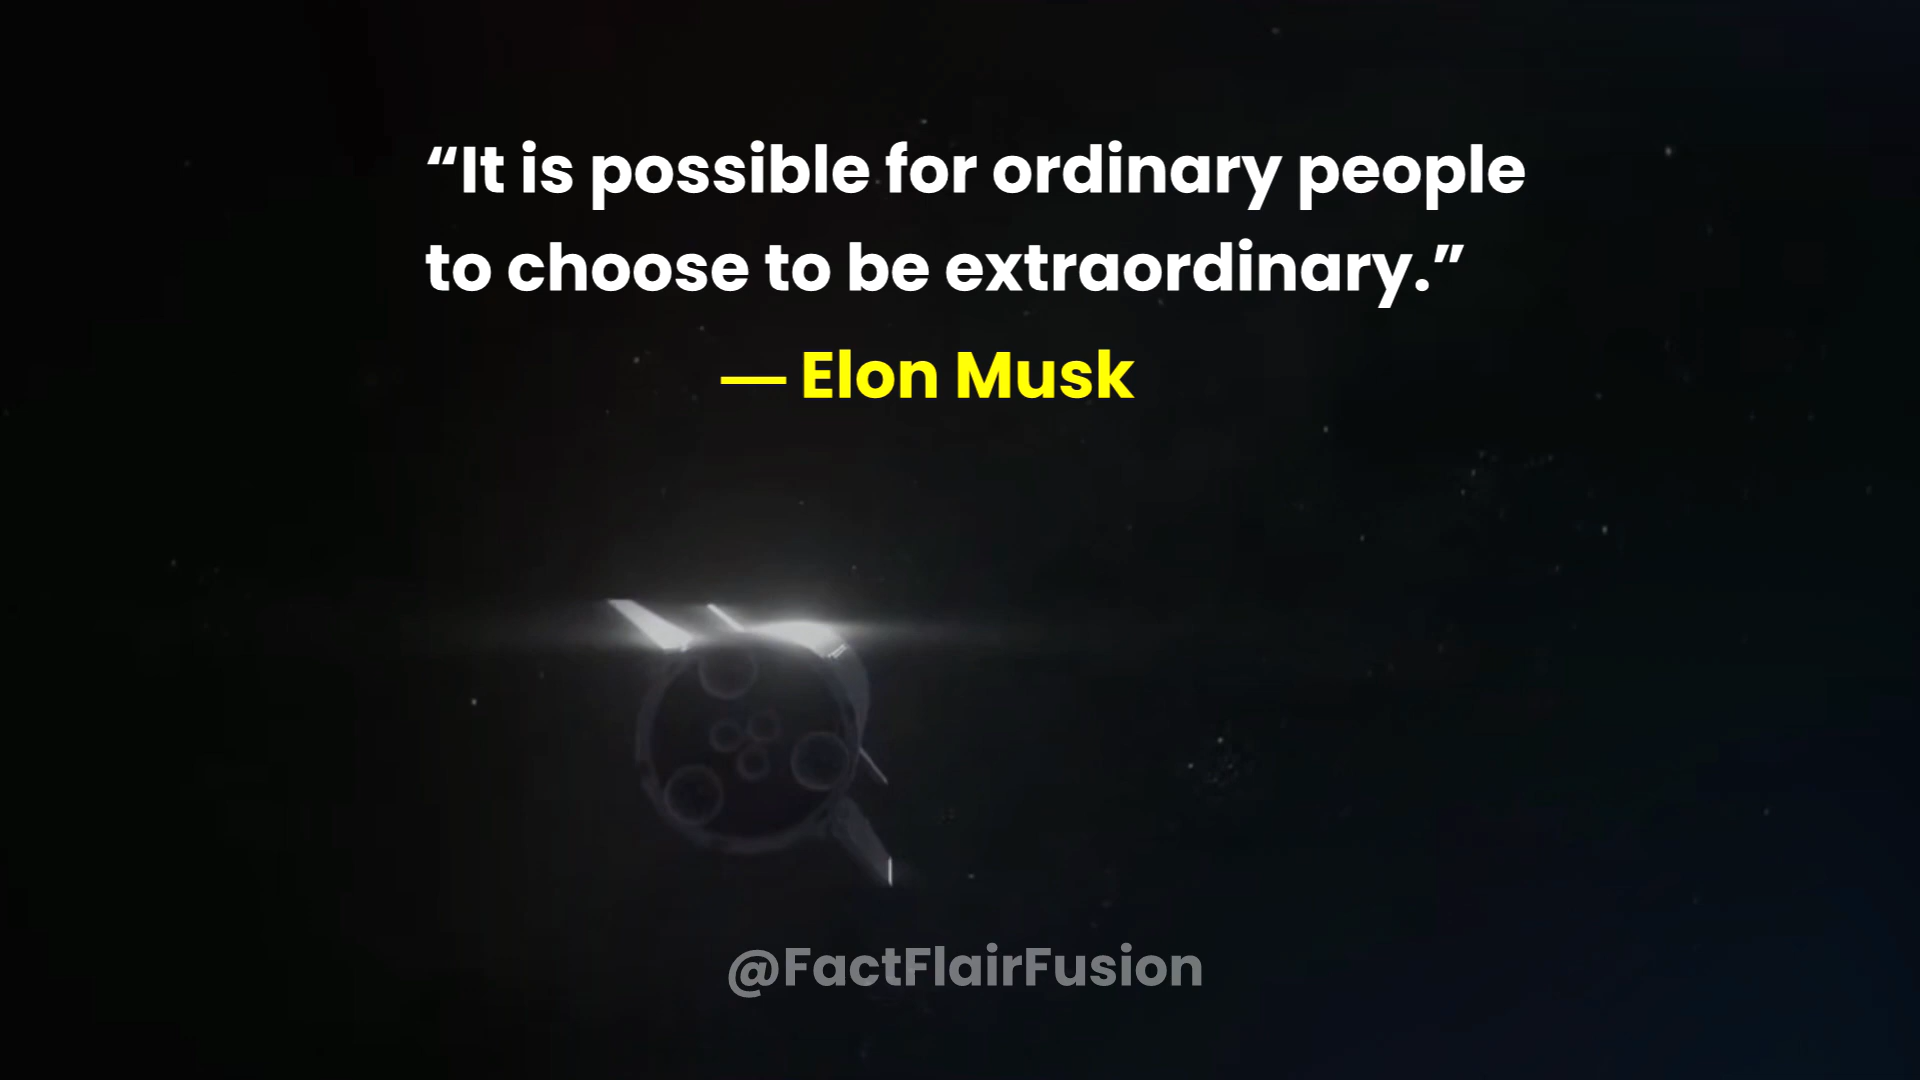 “It is possible for ordinary people
to choose to be extraordinary.”
— Elon Musk
@FactFlairFusion